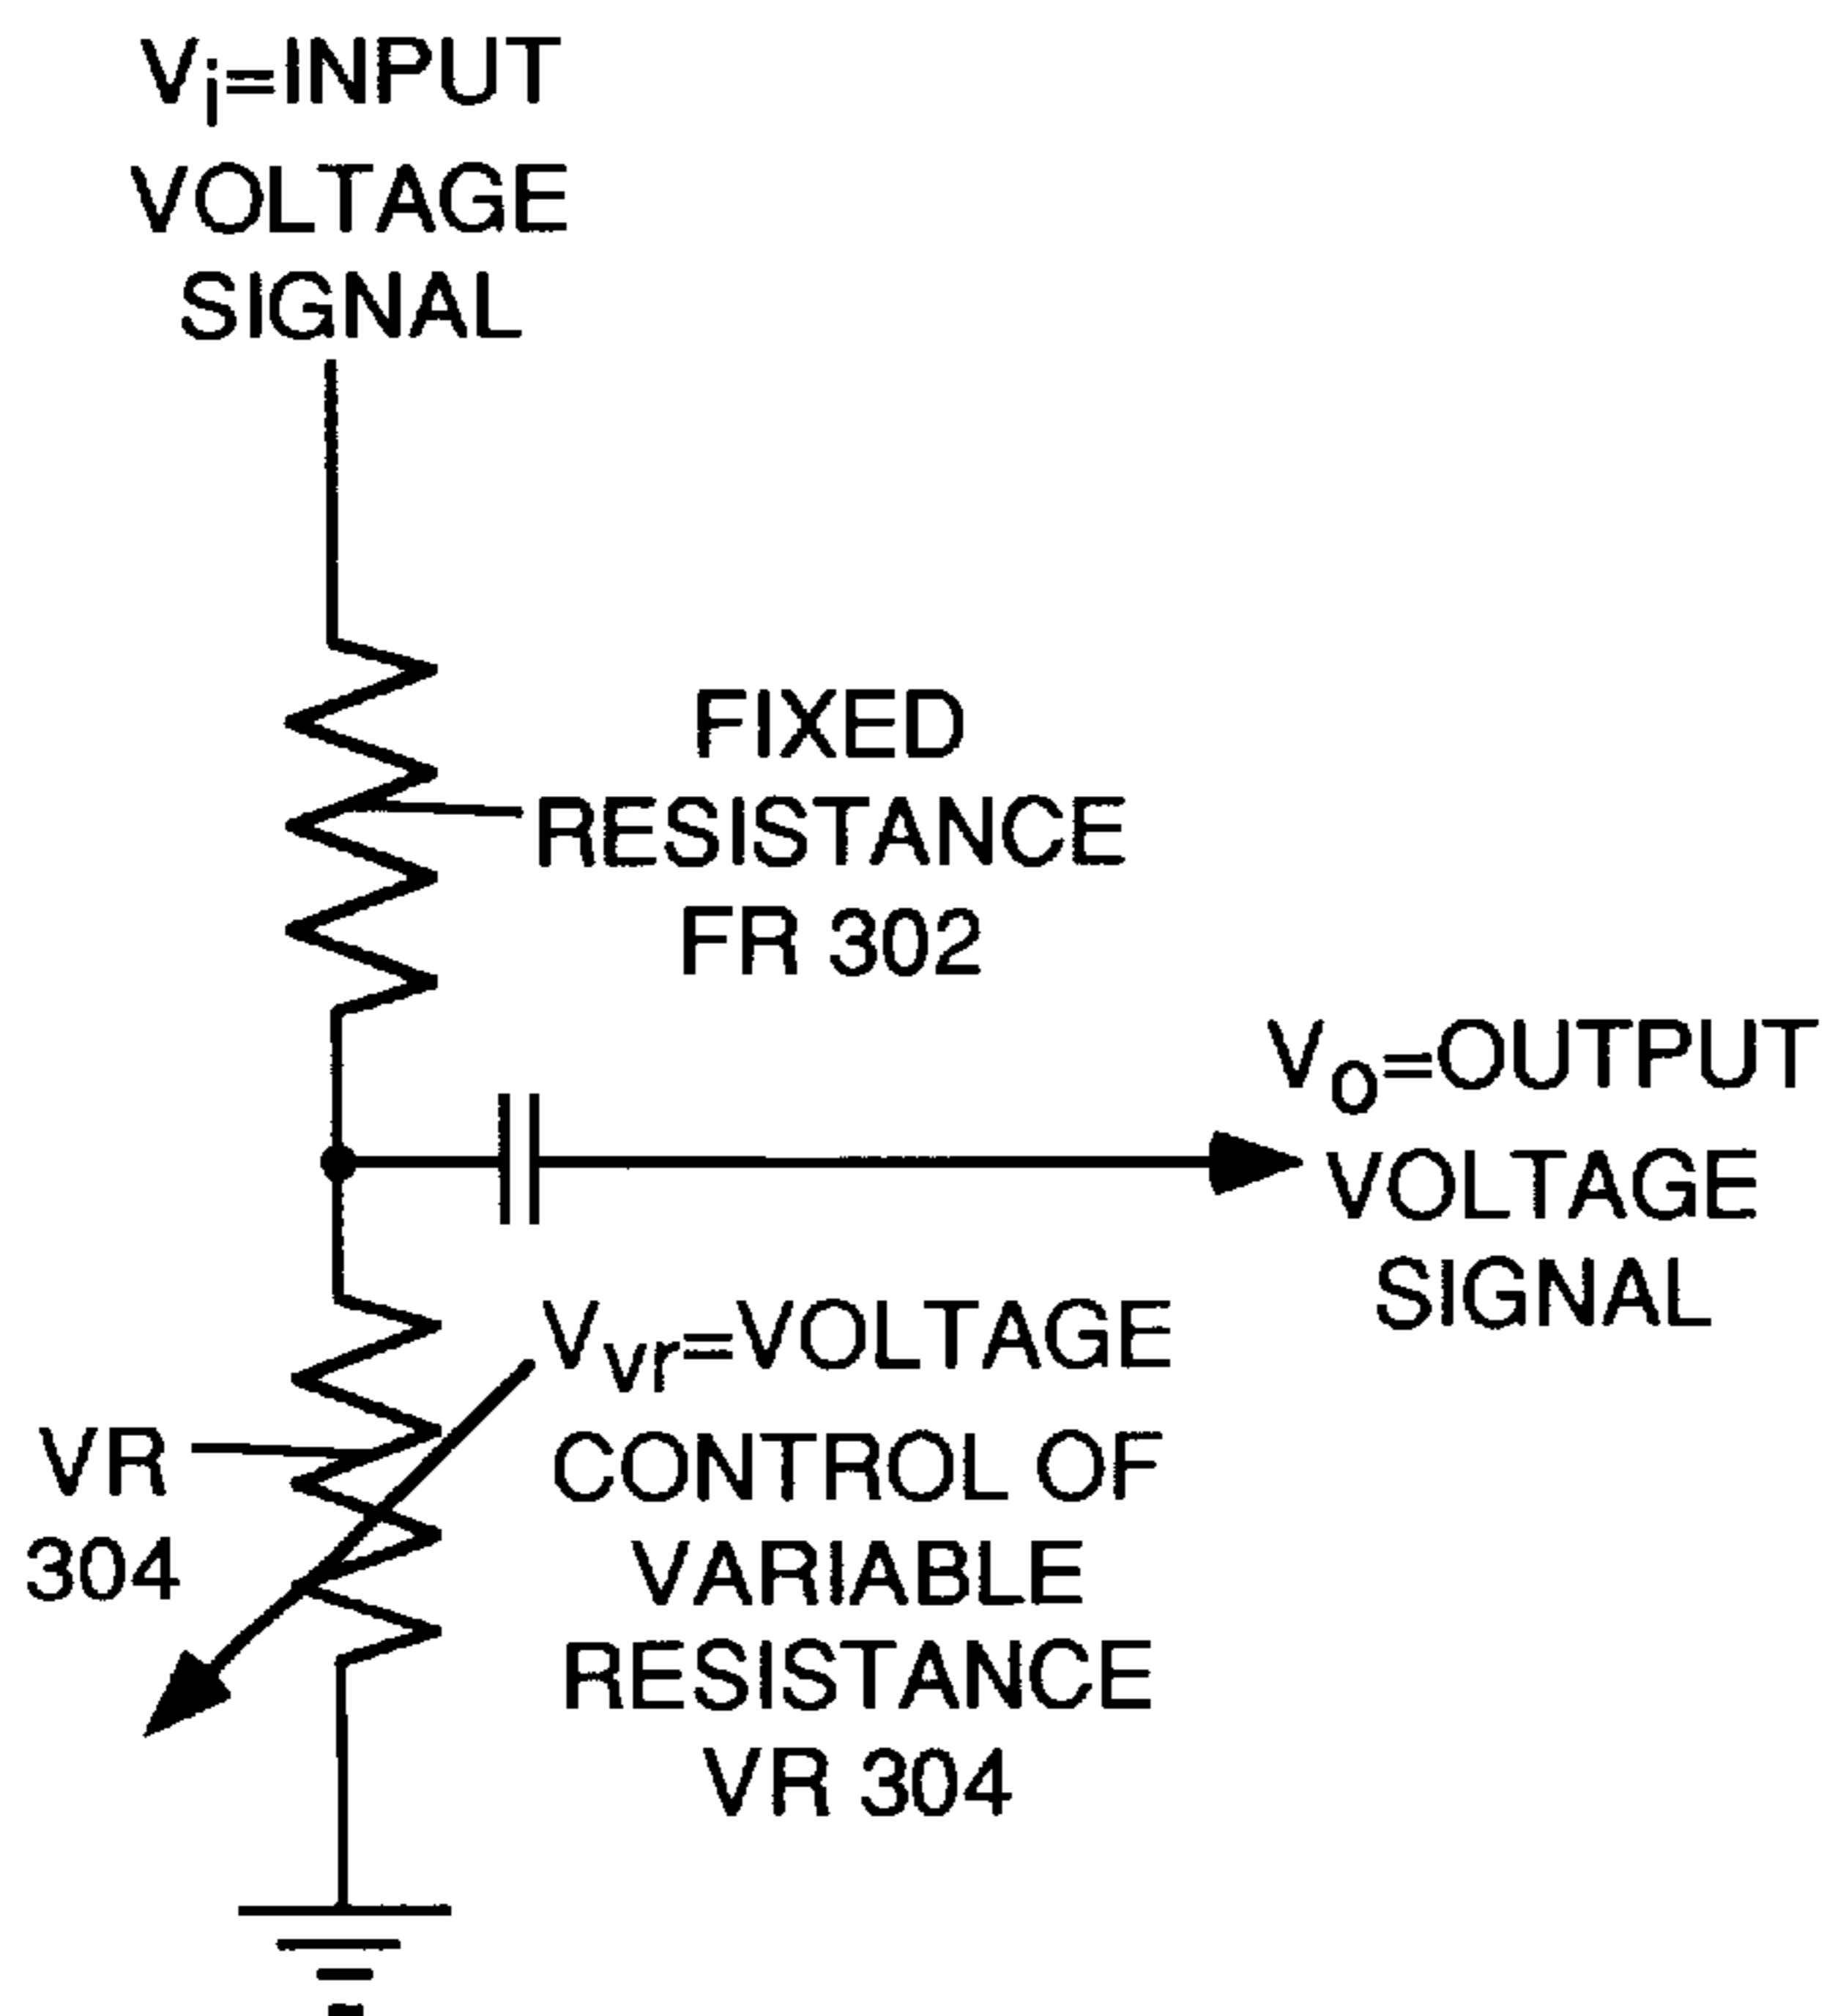 Vi=INPUT
VOLTAGE
SIGNAL
FIXED
RESISTANCE
FR 302
Vo=OUTPUT
VOLTAGE
SIGNAL
Vvr=VOLTAGE
CONTROL OF
VARIABLE
RESISTANCE
VR 304
VR
304